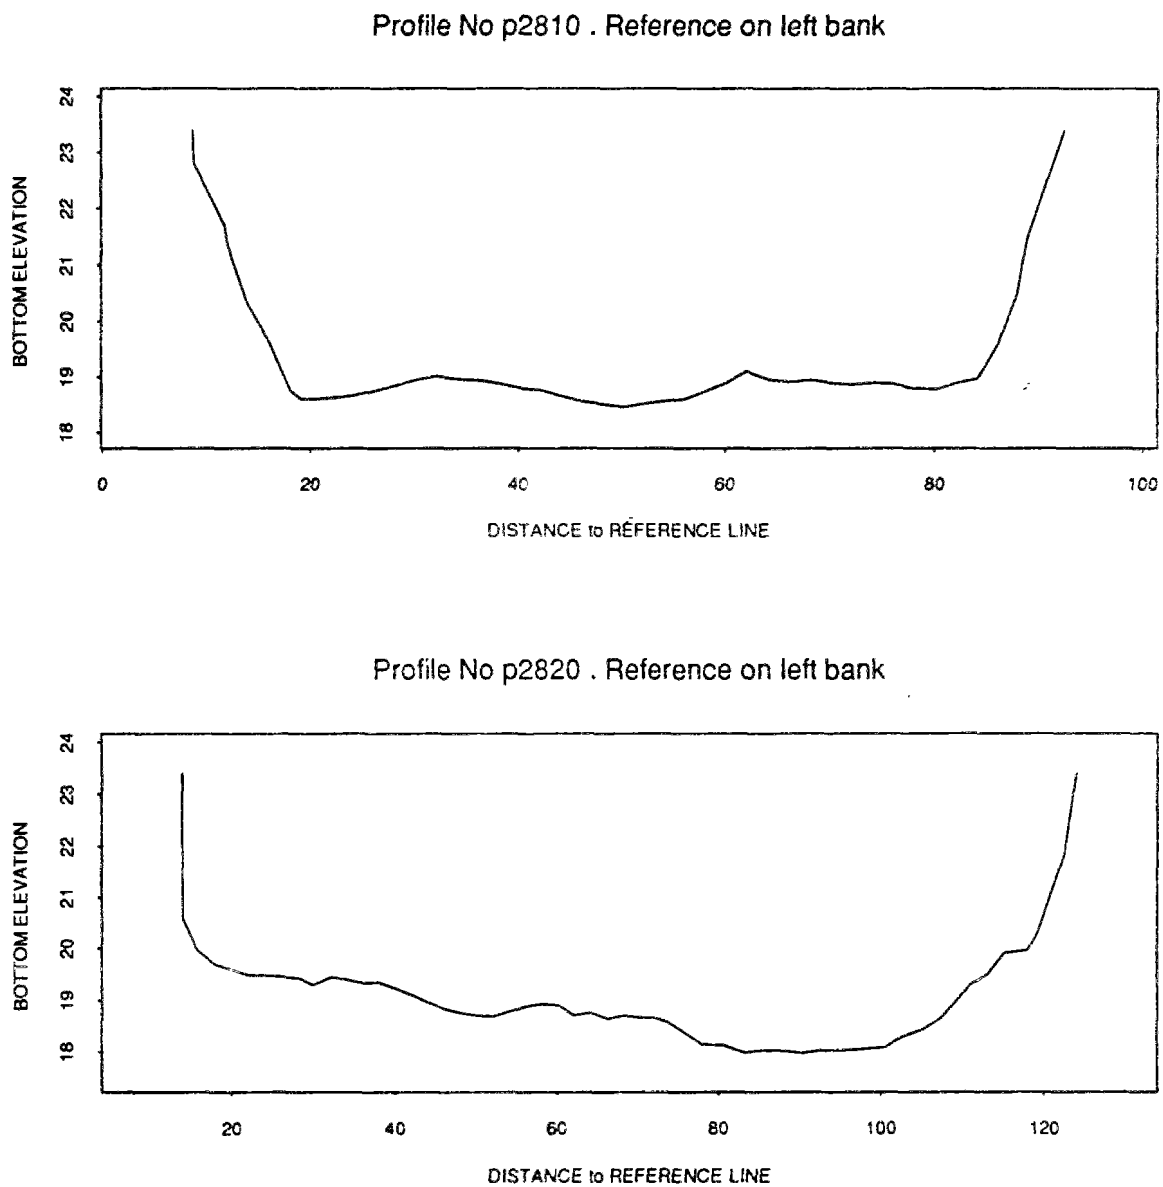 Profile No p2810 . Reference on left bank
BOTTOM ELEVATION
24
23
22
21
20
19
18
0 20 40 60 80 100
DISTANCE to REFERENCE LINE
Profile No p2820 . Reference on left bank
BOTTOM ELEVATION
24
23
22
21
20
19
18
20 40 60 80 100 120
DISTANCE to REFERENCE LINE